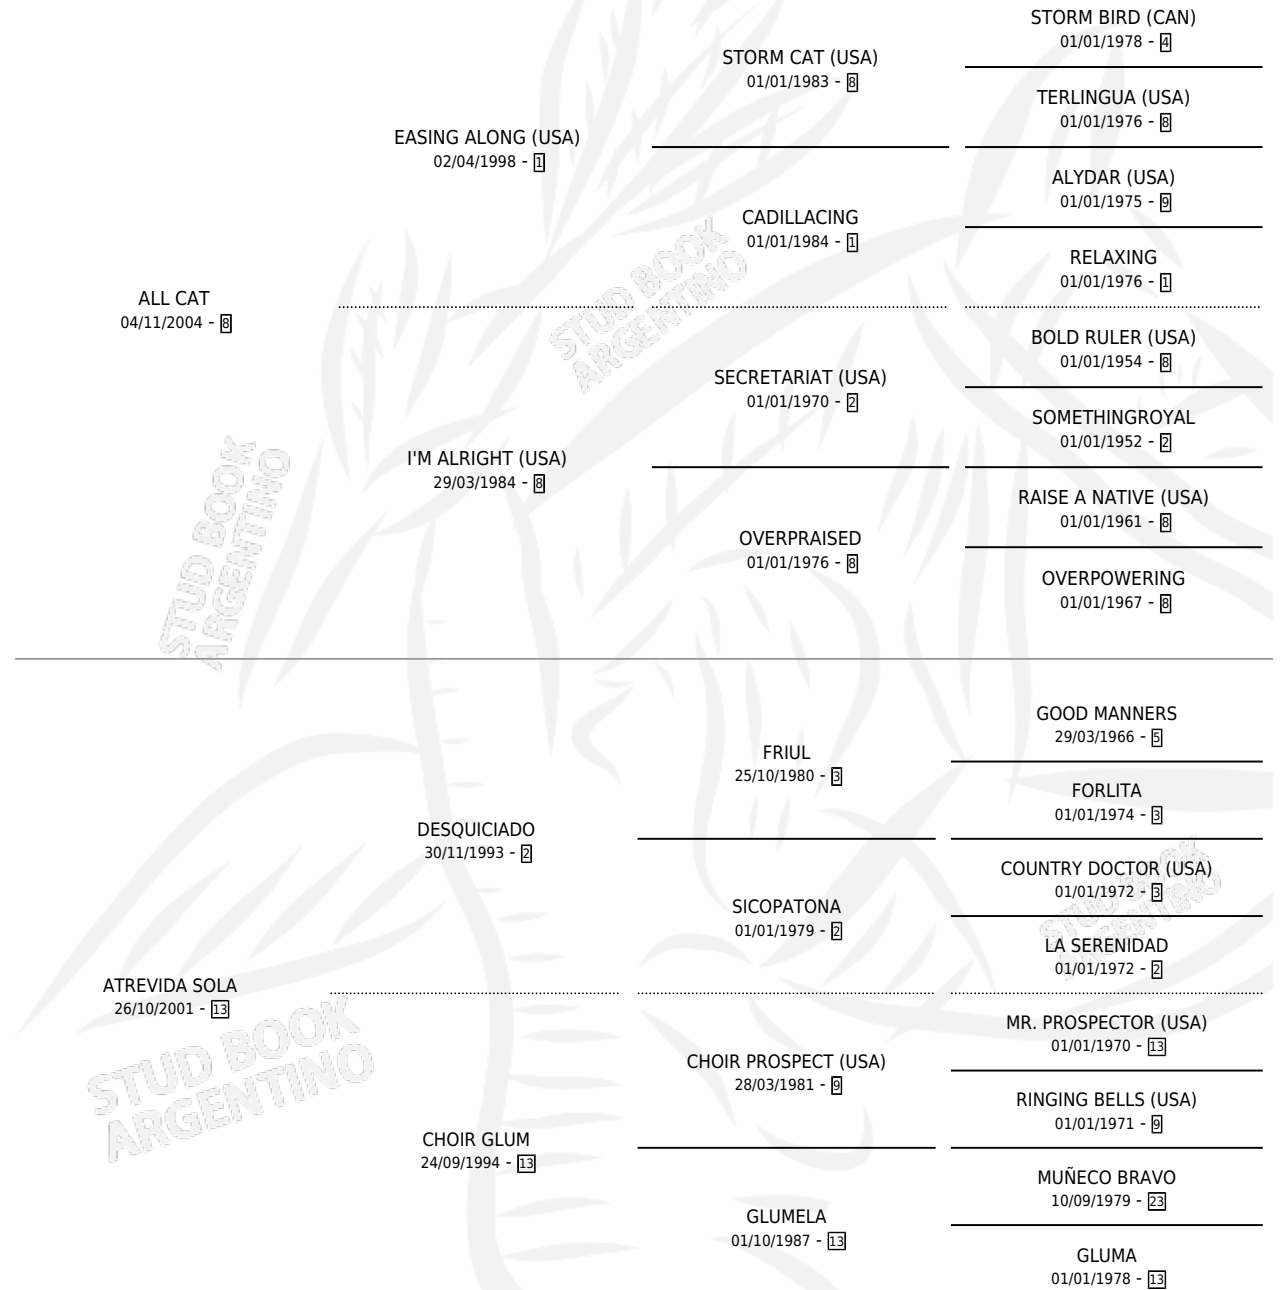 STORM BIRD (CAN)
01/01/1978 - 4
STORM CAT (USA)
01/01/1983 - 8
TERLINGUA (USA)
01/01/1976 - 8
EASING ALONG (USA)
02/04/1998 - 1
ALYDAR (USA)
01/01/1975 - 9
CADILLACING
01/01/1984 - 1
RELAXING
01/01/1976 - 1
ALL CAT
04/11/2004 - 8
BOLD RULER (USA)
01/01/1954 - 8
SECRETARIAT (USA)
01/01/1970 - 2
SOMETHINGROYAL
01/01/1952 - 2
I'M ALRIGHT (USA)
29/03/1984 - 8
RAISE A NATIVE (USA)
01/01/1961 - 8
OVERPRAISED
01/01/1976 - 8
OVERPOWERING
01/01/1967 - 8
STUD BOOK
ARGENTINO
STUD BOOK
ARGENTINO
GOOD MANNERS
29/03/1966 - 5
FRIUL
25/10/1980 - 3
FORLITA
01/01/1974 - 3
DESQUICIADO
30/11/1993 - 2
COUNTRY DOCTOR (USA)
01/01/1972 - 3
SICOPATONA
01/01/1979 - 2
LA SERENIDAD
01/01/1972 - 2
STUD BOOK
ARGENTINO
ATREVIDA SOLA
26/10/2001 - 13
MR. PROSPECTOR (USA)
01/01/1970 - 13
CHOIR PROSPECT (USA)
28/03/1981 - 9
RINGING BELLS (USA)
01/01/1971 - 9
STUD BOOK
ARGENTINO
CHOIR GLUM
24/09/1994 - 13
MUÑECO BRAVO
10/09/1979 - 23
GLUMELA
01/10/1987 - 13
GLUMA
01/01/1978 - 13